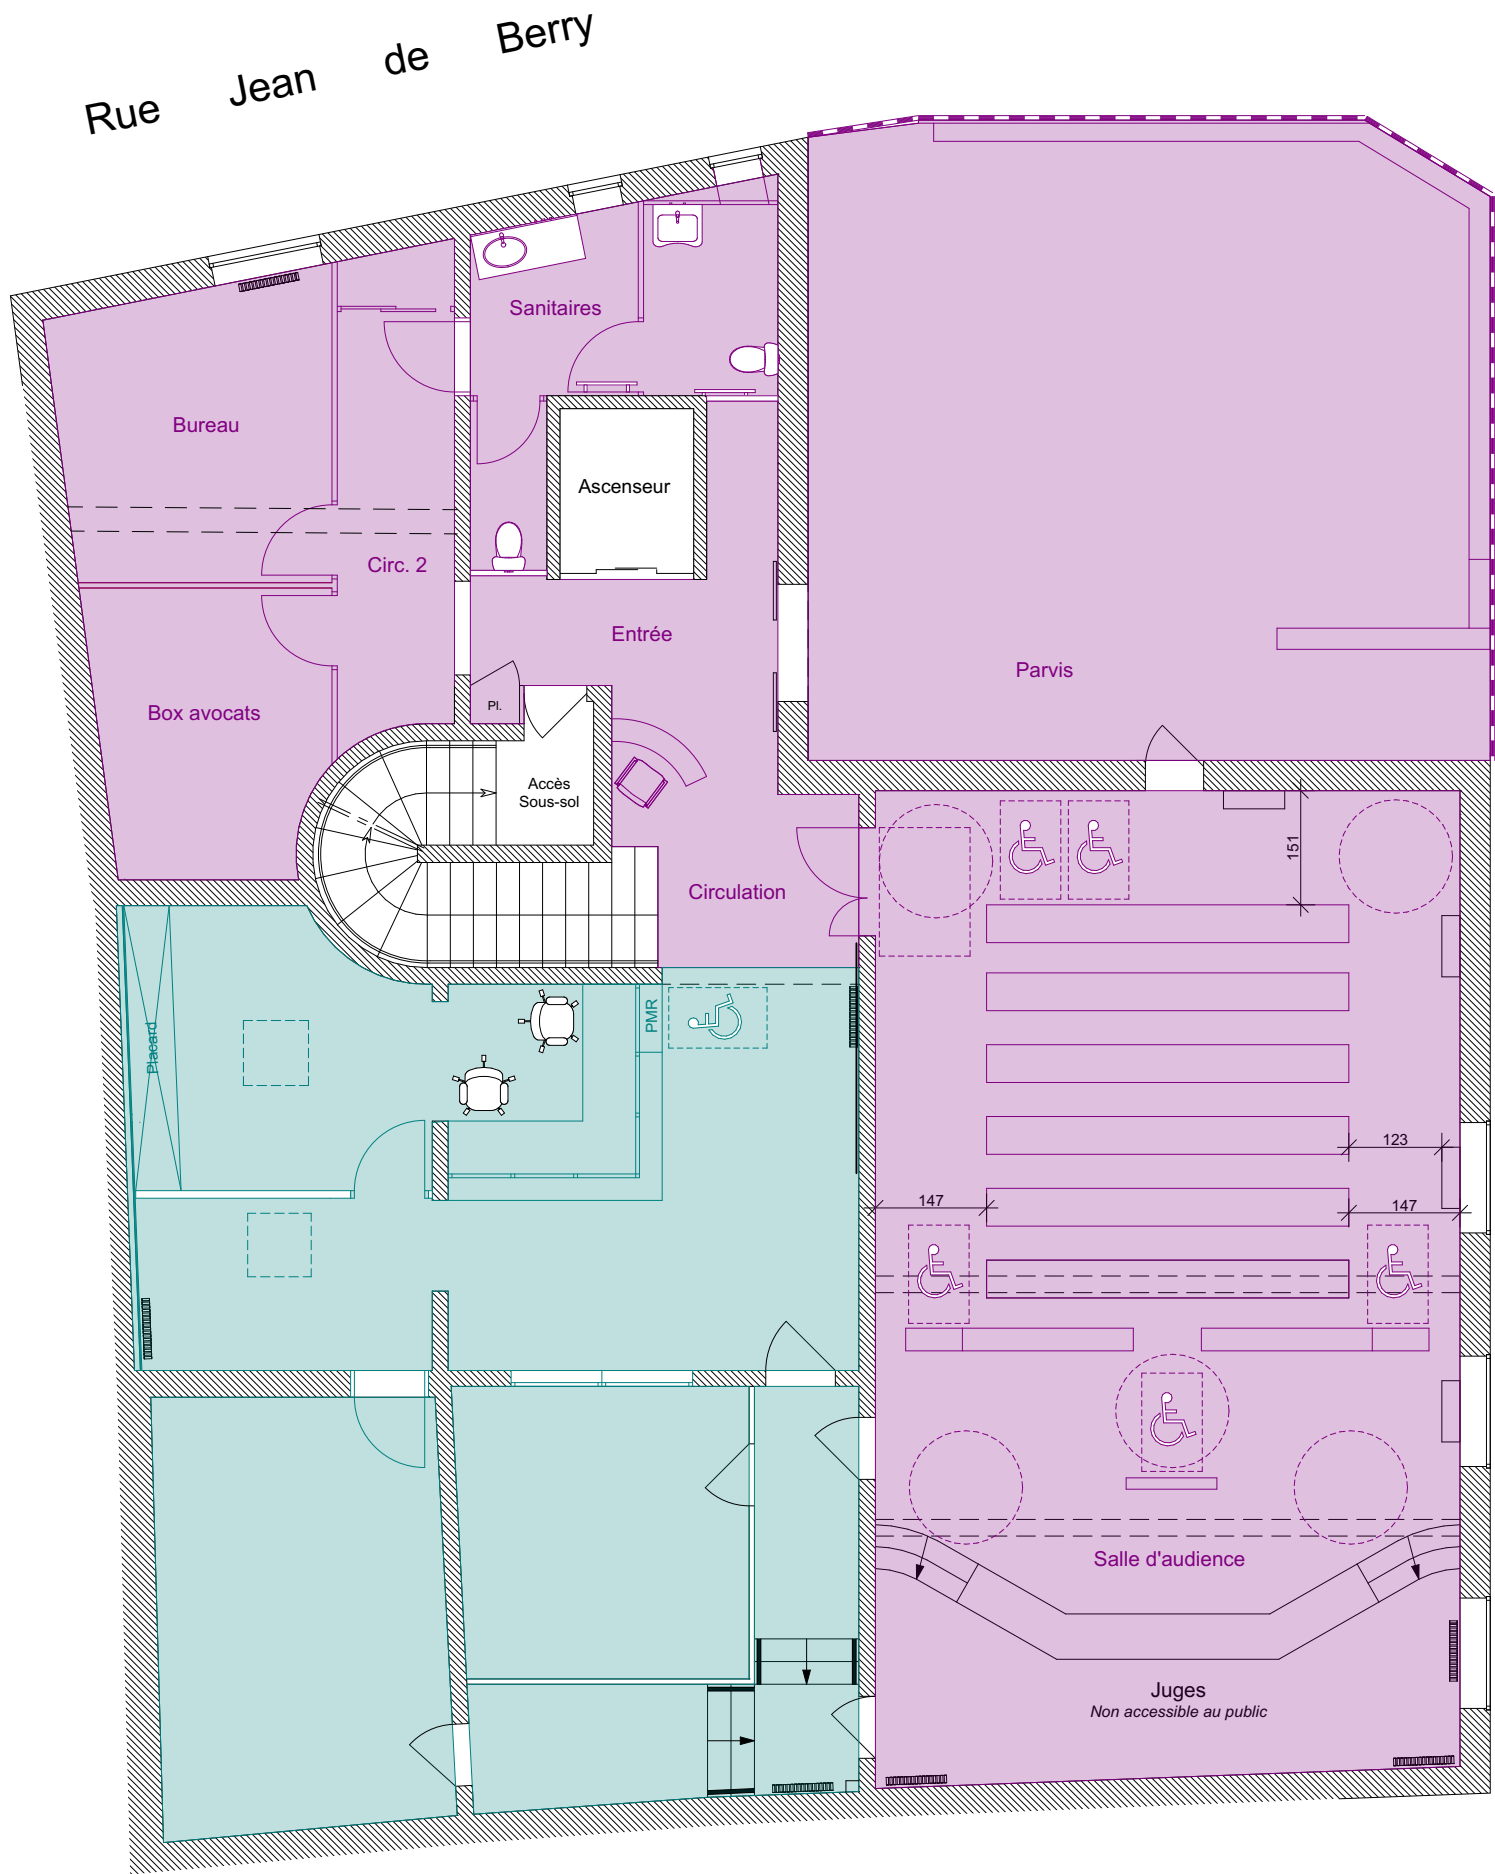 Rue Jean de Berry
Sanitaires
Bureau
Ascenseur
Circ. 2
Entrée
Parvis
Pl.
Box avocats
Accès
Sous-sol
151
Circulation
PMR
Placard
123
147
147
Salle d'audience
Juges
Non accessible au public